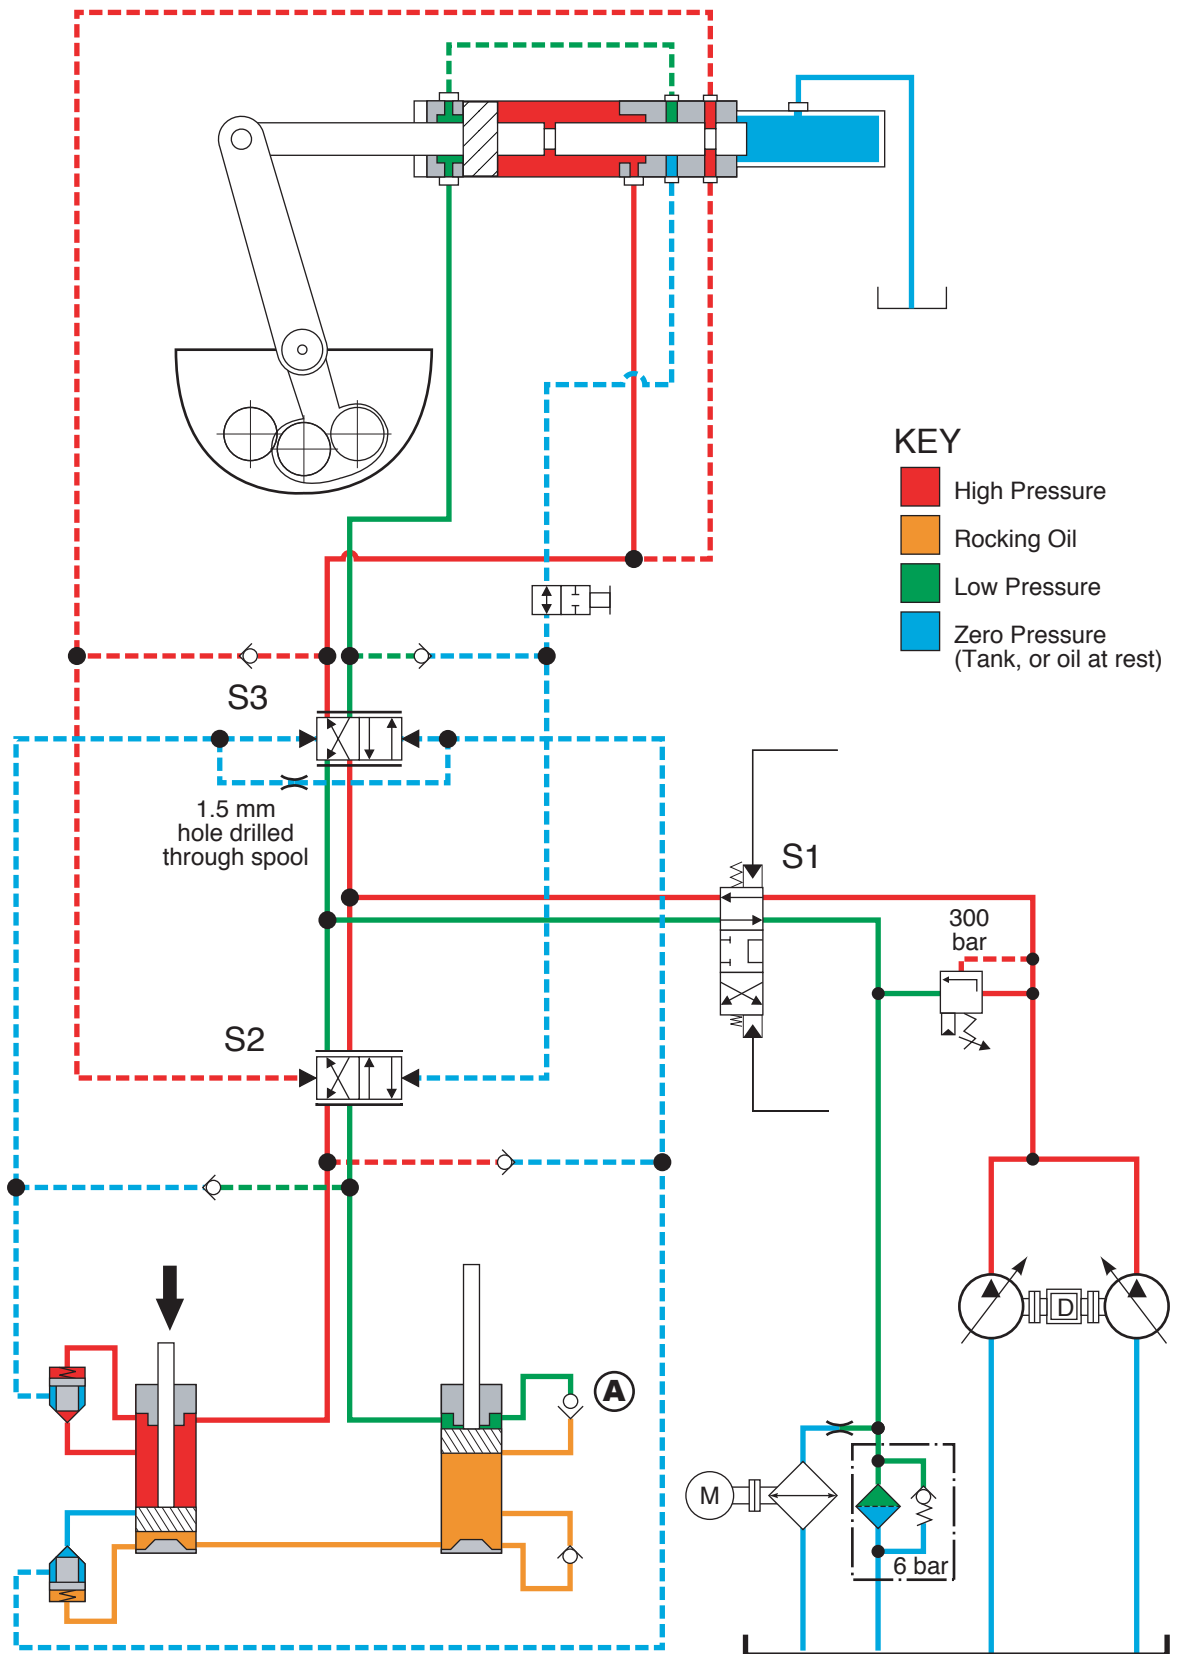 KEY
High Pressure
Rocking Oil
Low Pressure
Zero Pressure
(Tank, or oil at rest)
S3
1.5 mm
hole drilled
through spool
S1
300
bar
S2
D
A
M
6 bar